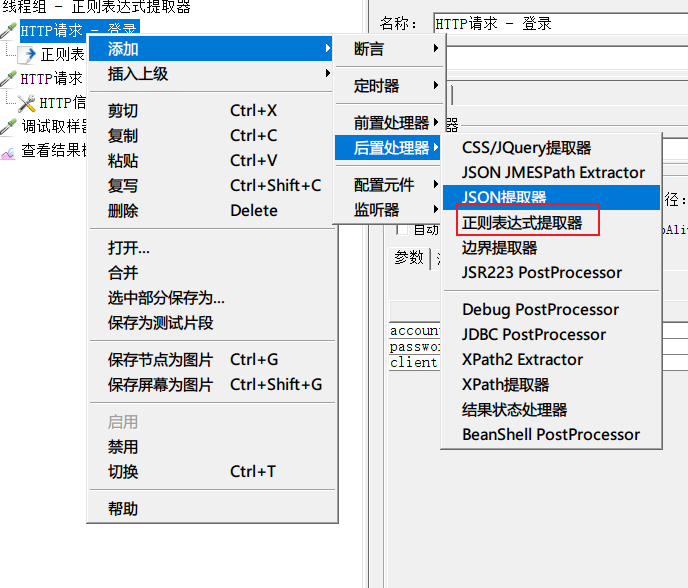 线程组 - 正则表达式提取器
HTTP请求 - 登录
正则表
HTTP请求
HTTP信
调试取样器
查看结果
添加
插入上级
剪切 Ctrl+X
复制 Ctrl+C
粘贴 Ctrl+V
复写 Ctrl+Shift+C
删除 Delete
打开...
合并
选中部分保存为...
保存为测试片段
保存节点为图片 Ctrl+G
保存屏幕为图片 Ctrl+Shift+G
启用
禁用
切换 Ctrl+T
帮助
断言
定时器
前置处理器
后置处理器
配置元件
监听器
CSS/JQuery提取器
JSON JMESPath Extractor
JSON提取器
正则表达式提取器
边界提取器
JSR223 PostProcessor
Debug PostProcessor
JDBC PostProcessor
XPath2 Extractor
XPath提取器
结果状态处理器
BeanShell PostProcessor
名称： HTTP请求 - 登录
器
径：
自动
pAli
参数
accoun
passwo
client